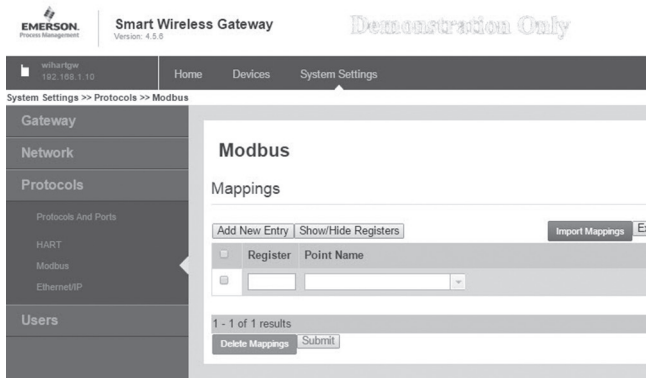 EMERSON.
Process Management
Smart Wireless Gateway
Version: 4.5.6
Demonstration Only
wihartgw
192.168.1.10
Home Devices System Settings
System Settings >> Protocols >> Modbus
Gateway
Network
Protocols
Protocols And Ports
HART
Modbus
Ethernet/IP
Users
Modbus
Mappings
Add New Entry Show/Hide Registers Import Mappings
Register Point Name
1 - 1 of 1 results
Delete Mappings Submit